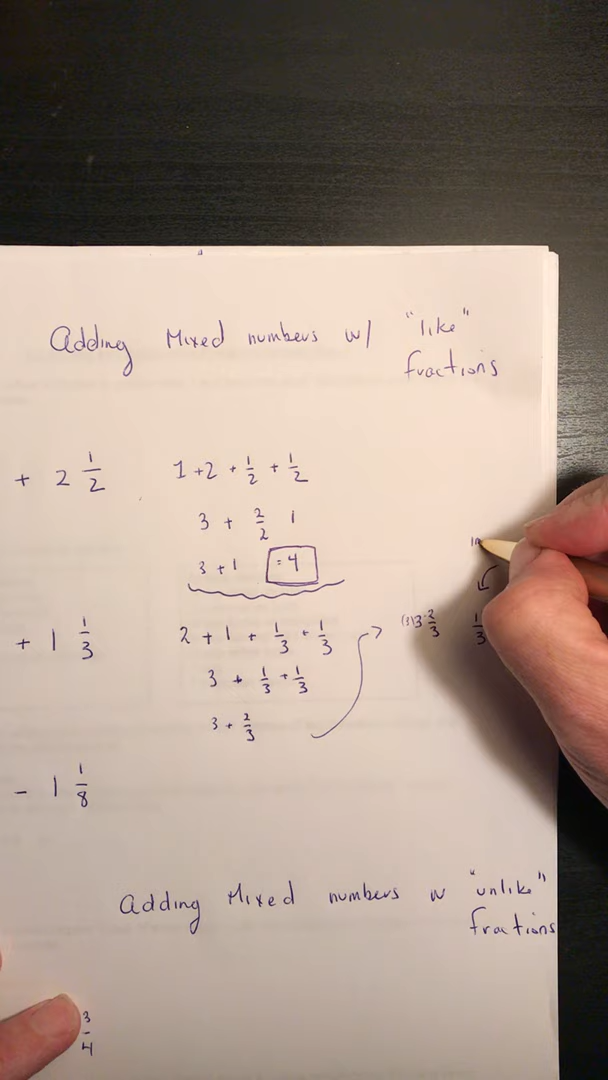 Adding Mixed numbers w/ "like"
fractions
+ 2 1/2
1 + 2 + 1/2 + 1/2
3 + 2/2 1
3 + 1 = 4
+ 1 1/3
2 + 1 + 1/3 + 1/3
3 + 1/3 + 1/3
3 + 2/3
1/3
- 1 1/8
Adding Mixed numbers w "unlike"
fractions
3/4